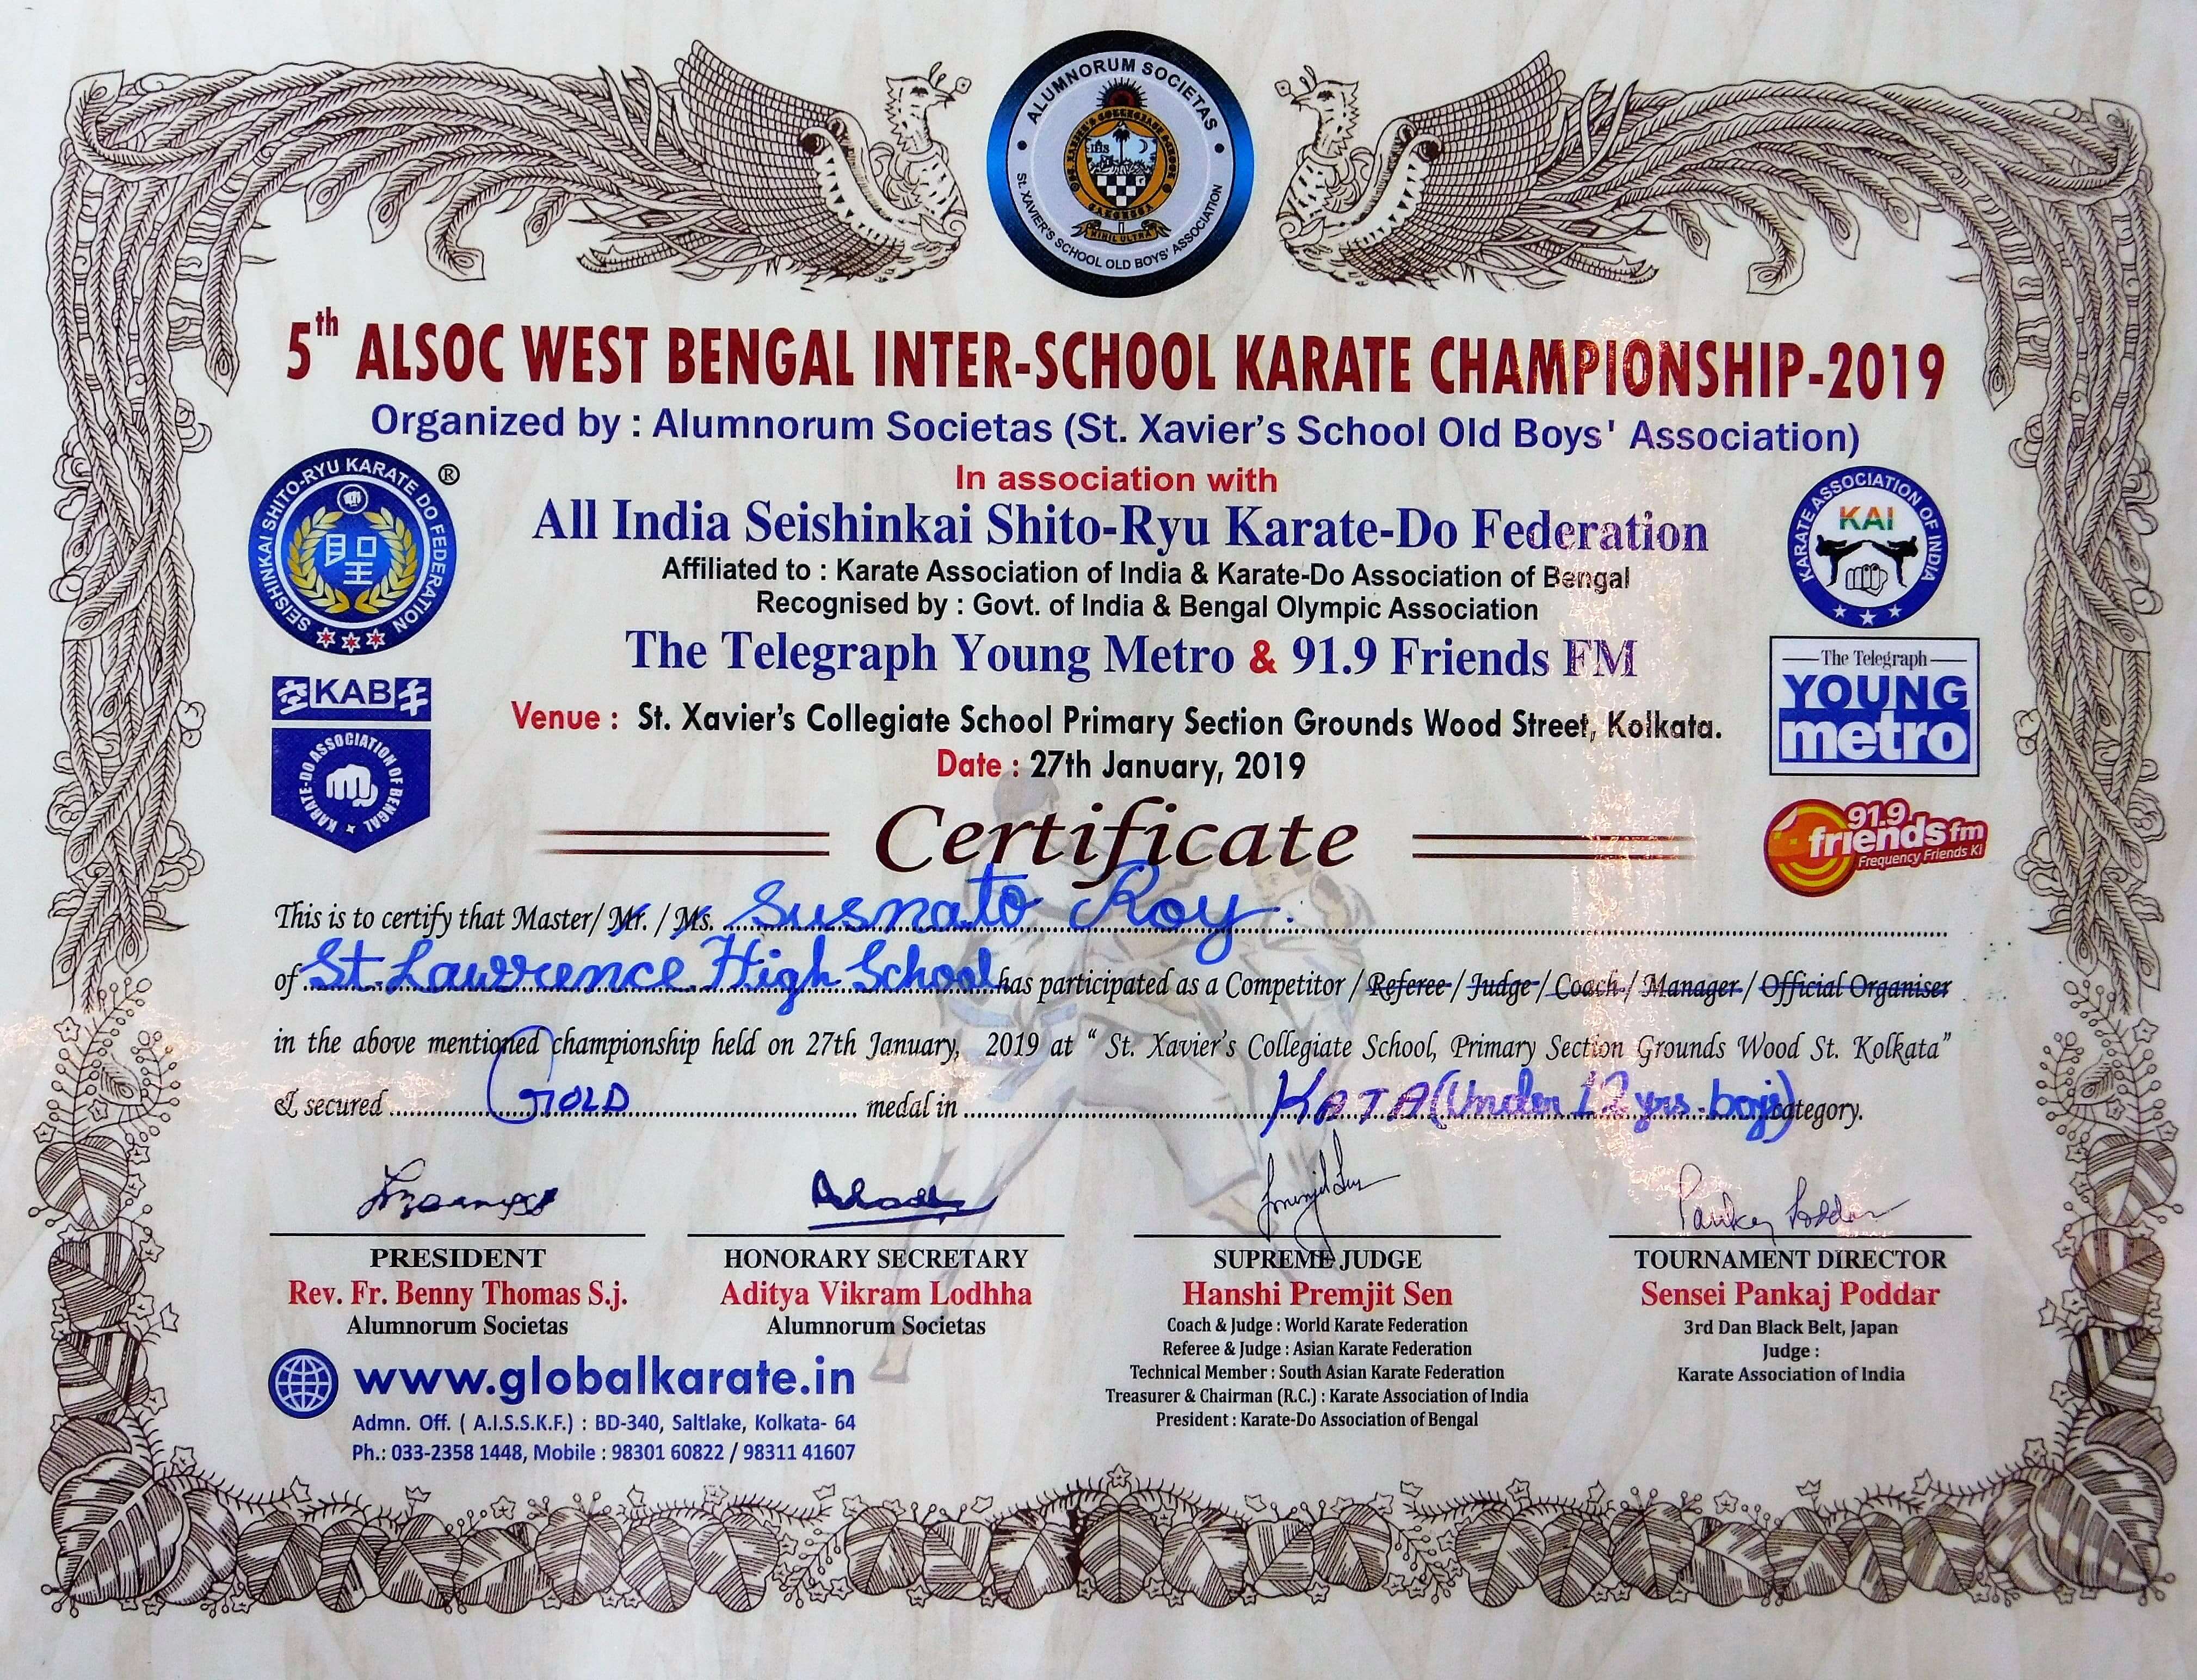 ALUMNORUM SOCIETAS
ST. XAVIER'S COLLEGIATE SCHOOL
IHS
CALCUTTA
NIHIL ULTRA
ST. XAVIER'S SCHOOL OLD BOYS' ASSOCIATION
5th ALSOC WEST BENGAL INTER-SCHOOL KARATE CHAMPIONSHIP-2019
Organized by : Alumnorum Societas (St. Xavier's School Old Boys' Association)
In association with
SEISHINKAI SHITO-RYU KARATE DO FEDERATION ®
All India Seishinkai Shito-Ryu Karate-Do Federation
KARATE ASSOCIATION OF INDIA
KAI
Affiliated to : Karate Association of India & Karate-Do Association of Bengal
Recognised by : Govt. of India & Bengal Olympic Association
The Telegraph Young Metro & 91.9 Friends FM
空 KAB 手
KARATE-DO ASSOCIATION OF BENGAL
The Telegraph
YOUNG
metro
Venue : St. Xavier's Collegiate School Primary Section Grounds Wood Street, Kolkata.
Date : 27th January, 2019
Certificate
91.9
friends fm
Frequency Friends Ki
This is to certify that Master/ Mr. / Ms. Susnato Roy.
of St. Lawrence High School has participated as a Competitor / Referee / Judge / Coach / Manager / Official Organiser
in the above mentioned championship held on 27th January, 2019 at " St. Xavier's Collegiate School, Primary Section Grounds Wood St. Kolkata"
& secured GOLD medal in KATA (Under 12 yrs. boys) category.
Pankaj Poddar
PRESIDENT HONORARY SECRETARY SUPREME JUDGE TOURNAMENT DIRECTOR
Rev. Fr. Benny Thomas S.j. Aditya Vikram Lodhha Hanshi Premjit Sen Sensei Pankaj Poddar
Alumnorum Societas Alumnorum Societas Coach & Judge : World Karate Federation 3rd Dan Black Belt, Japan
Referee & Judge : Asian Karate Federation Judge :
Technical Member : South Asian Karate Federation Karate Association of India
Treasurer & Chairman (R.C.) : Karate Association of India
President : Karate-Do Association of Bengal
www.globalkarate.in
Admn. Off. ( A.I.S.S.K.F.) : BD-340, Saltlake, Kolkata- 64
Ph.: 033-2358 1448, Mobile : 98301 60822 / 98311 41607